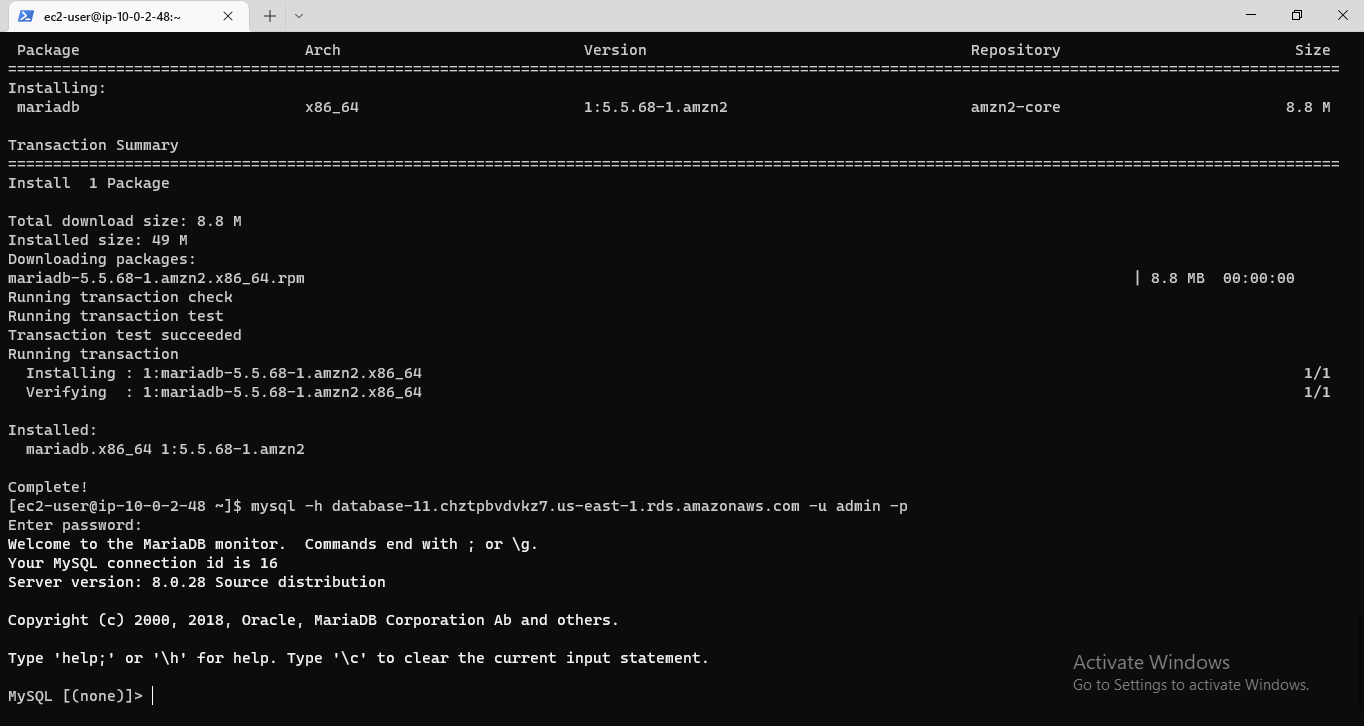 ec2-user@ip-10-0-2-48:~
Package Arch Version Repository Size
================================================================================
Installing:
mariadb x86_64 1:5.5.68-1.amzn2 amzn2-core 8.8 M
Transaction Summary
================================================================================
Install 1 Package
Total download size: 8.8 M
Installed size: 49 M
Downloading packages:
mariadb-5.5.68-1.amzn2.x86_64.rpm | 8.8 MB 00:00:00
Running transaction check
Running transaction test
Transaction test succeeded
Running transaction
Installing : 1:mariadb-5.5.68-1.amzn2.x86_64 1/1
Verifying : 1:mariadb-5.5.68-1.amzn2.x86_64 1/1
Installed:
mariadb.x86_64 1:5.5.68-1.amzn2
Complete!
[ec2-user@ip-10-0-2-48 ~]$ mysql -h database-11.chztpbvdvkz7.us-east-1.rds.amazonaws.com -u admin -p
Enter password:
Welcome to the MariaDB monitor. Commands end with ; or \g.
Your MySQL connection id is 16
Server version: 8.0.28 Source distribution
Copyright (c) 2000, 2018, Oracle, MariaDB Corporation Ab and others.
Type 'help;' or '\h' for help. Type '\c' to clear the current input statement.
MySQL [(none)]>
Activate Windows
Go to Settings to activate Windows.